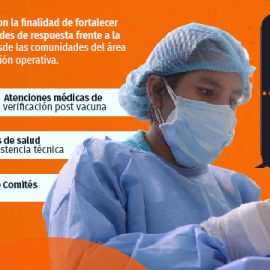 on la finalidad de fortalecer
des de respuesta frente a la
sde las comunidades del área
ión operativa.
Atenciones médicas de
verificación post vacuna
s de salud
stencia técnica
Comités